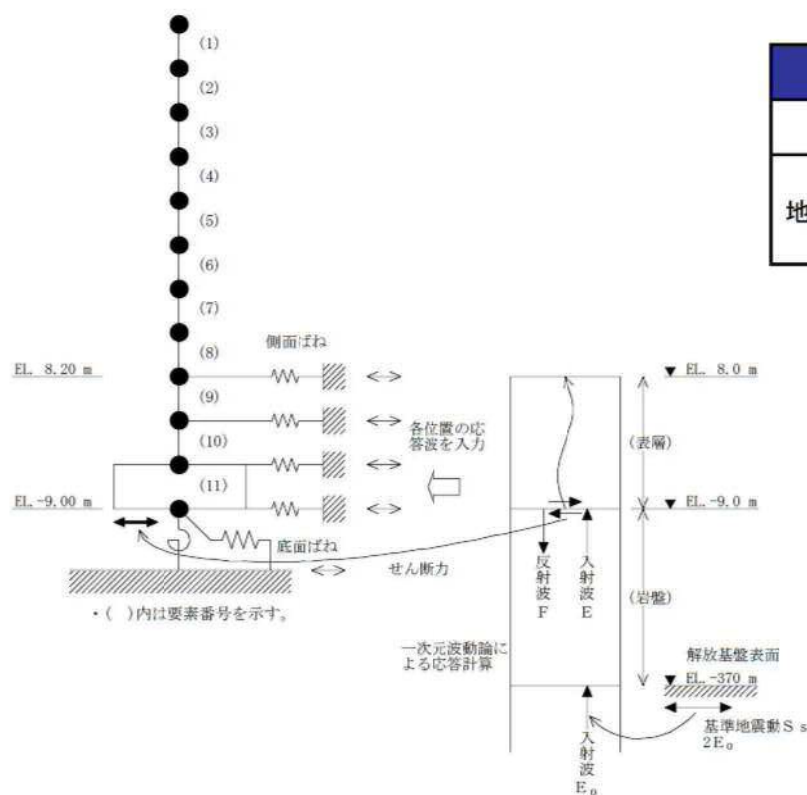 (1)
(2)
(3)
(4)
(5)
(6)
(7)
(8)
(9)
(10)
(11)
EL. 8.20 m
EL.-9.00 m
側面ばね
各位置の応
答波を入力
底面ばね
せん断力
・( )内は要素番号を示す。
EL. 8.0 m
(表層)
EL.-9.0 m
反射波F
入射波E
(岩盤)
一次元波動論に
よる応答計算
解放基盤表面
EL.-370 m
基準地震動Ss
2E₀
入射波E₀
地